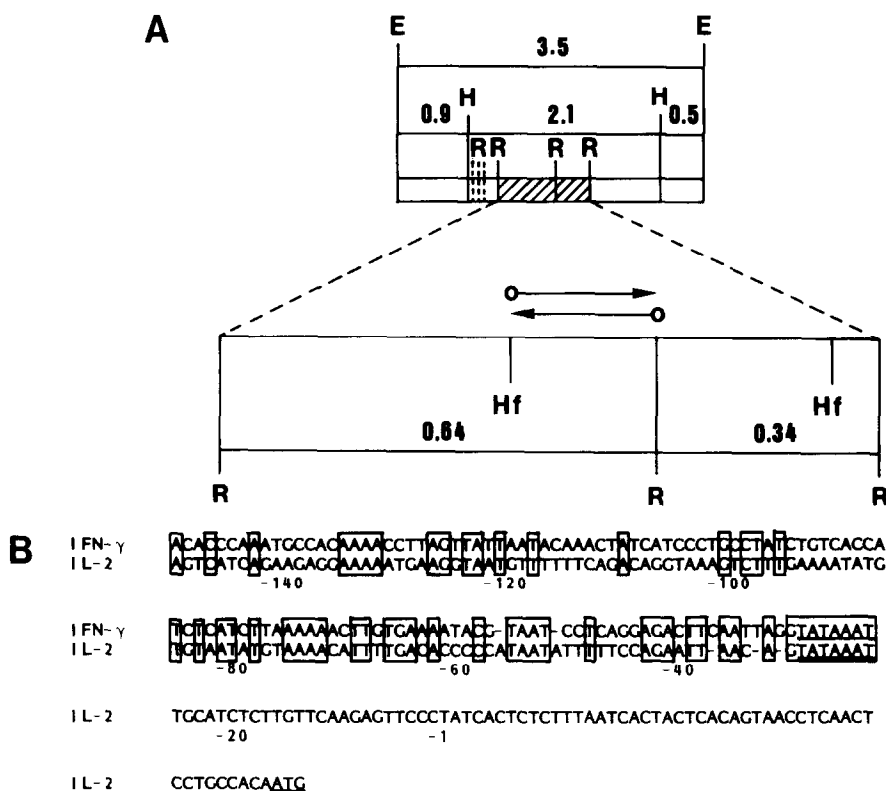 A
E E
3.5
H H
0.9 2.1 0.5
R R R R
Hf Hf
0.64 0.34
R R R
B
IFN-γ ACACCCAAATGCCACAAAACCTTAGTTATTAATACAAACTATCATCCCTGCCTATCTGTCACCA
IL-2 AGTCATCAGAAGAGGAAAAATGAAGGTAATGTTTTTTCAGACAGGTAAAGTCTTTGAAAATATG
-140 -120 -100
IFN-γ TCTCATCTTAAAAAACTTGTGAAAATACG-TAAT-CCTCAGGAGACTTCAATTAGGTATAAAT
IL-2 TGTAATATGTAAAACATTTTGACACCCCCATAATATTTTTCCAGAATT-AAC-A-GTATAAAT
-80 -60 -40
IL-2 TGCATCTCTTGTTCAAGAGTTCCCTATCACTCTCTTTAATCACTACTCACAGTAACCTCAACT
-20 -1
IL-2 CCTGCCACAATG